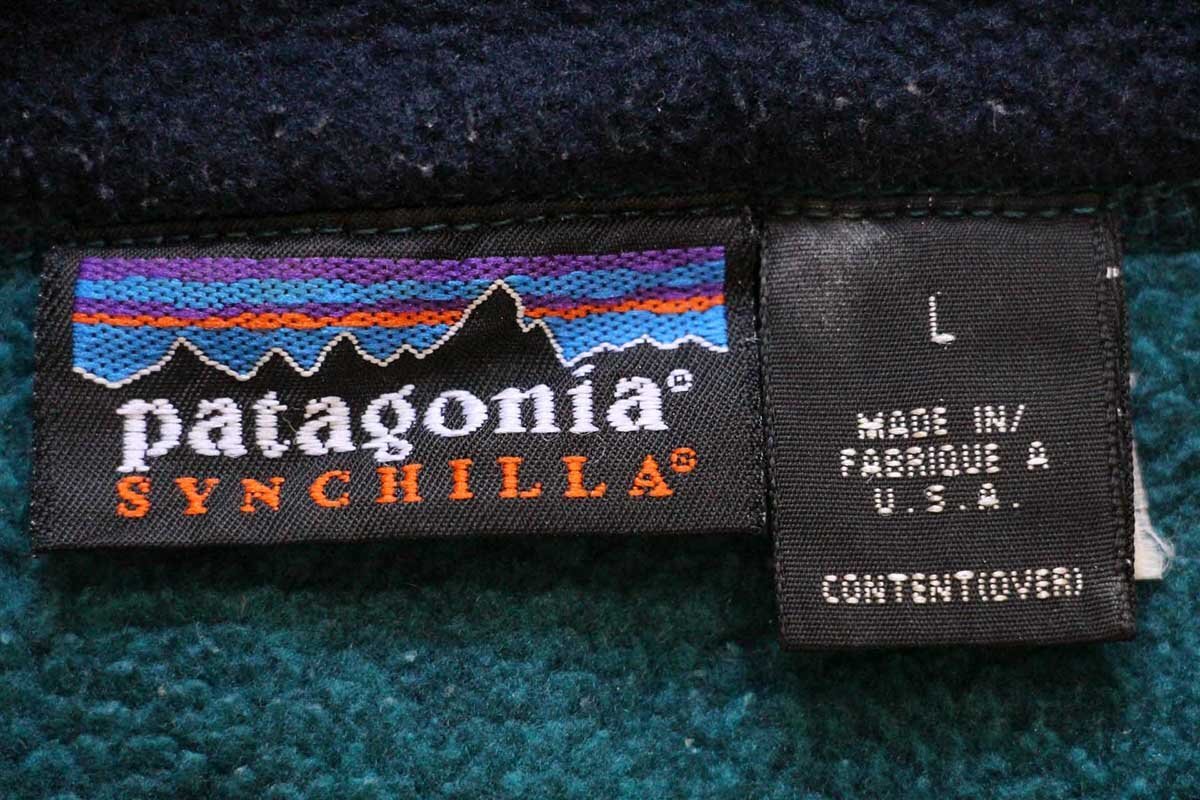 patagonia®
SYNCHILLA®
L
MADE IN/
FABRIQUE A
U.S.A.
CONTENT(OVER)